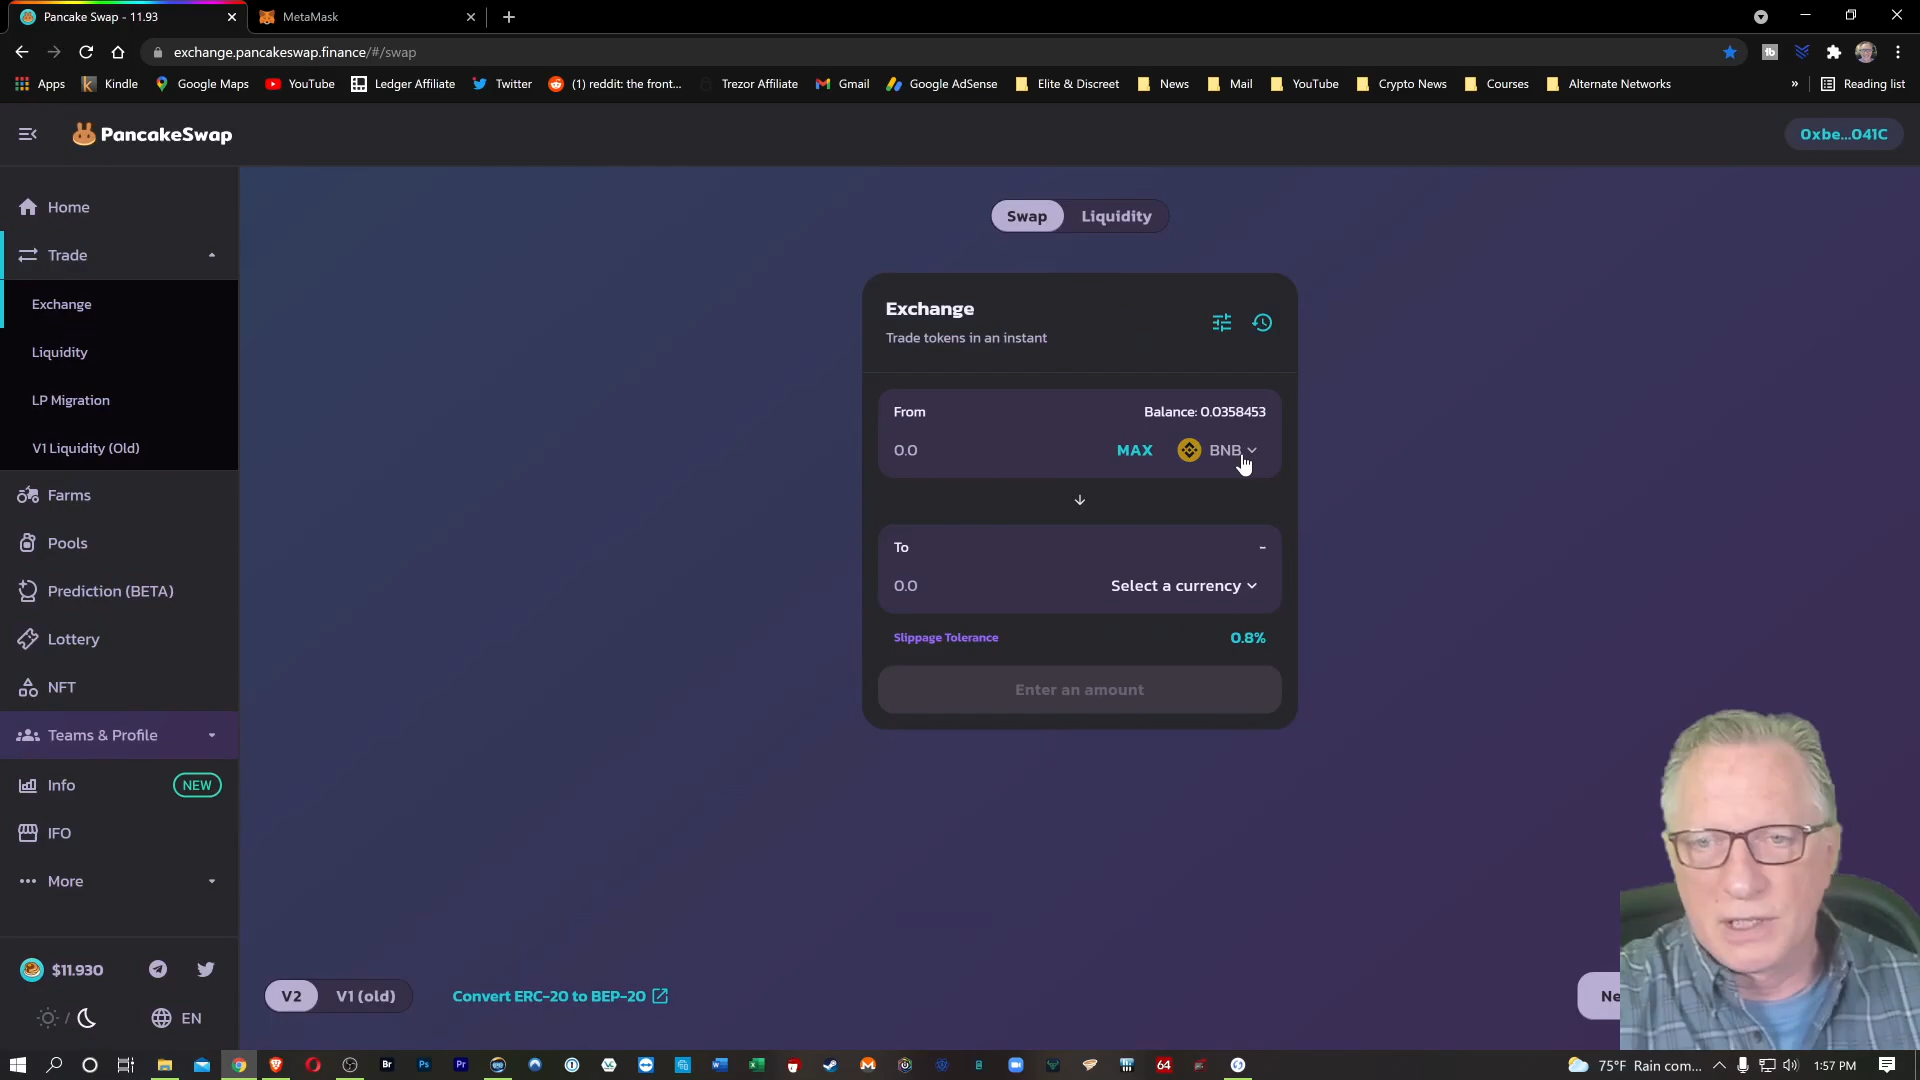 Pancake Swap - 11.93
MetaMask
exchange.pancakeswap.finance/#/swap
Apps Kindle Google Maps YouTube Ledger Affiliate Twitter (1) reddit: the front... Trezor Affiliate Gmail Google AdSense Elite & Discreet News Mail YouTube Crypto News Courses Alternate Networks » Reading list
PancakeSwap
0xbe...041C
Home
Trade
Exchange
Liquidity
LP Migration
V1 Liquidity (Old)
Farms
Pools
Prediction (BETA)
Lottery
NFT
Teams & Profile
Info NEW
IFO
More
$11.930
EN
Swap Liquidity
Exchange
Trade tokens in an instant
From Balance: 0.0358453
0.0 MAX BNB
To -
0.0 Select a currency
Slippage Tolerance 0.8%
Enter an amount
V2 V1 (old) Convert ERC-20 to BEP-20
Br Ps Pr 64
75°F Rain com... 1:57 PM